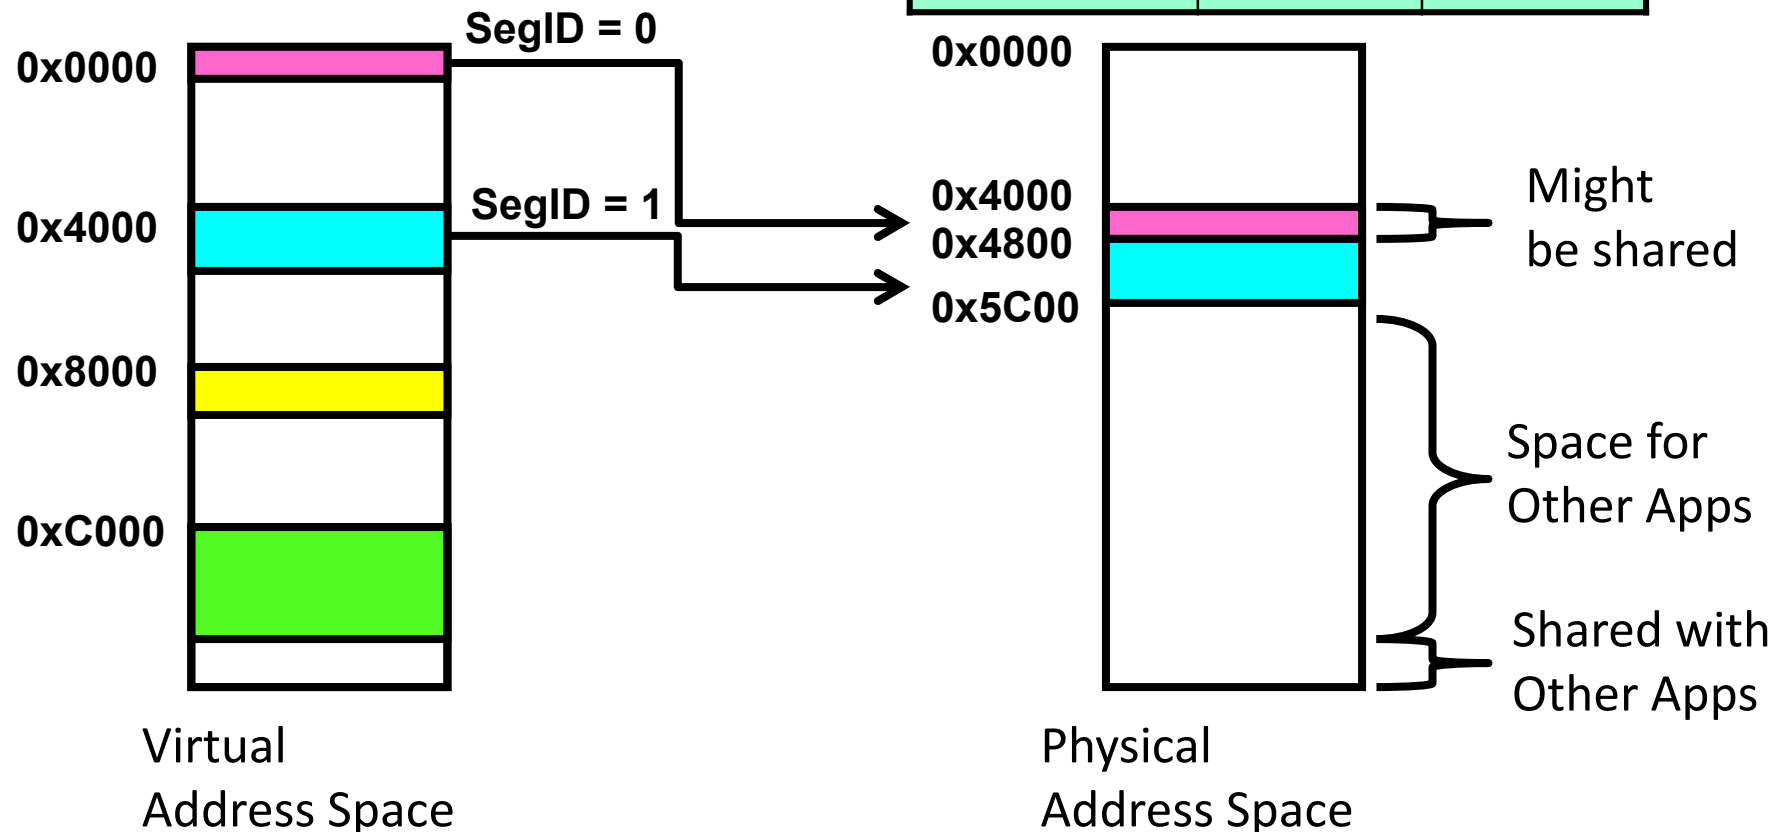 SegID = 0
0x0000
0x4000
SegID = 1
0x8000
0xC000
Virtual
Address Space
0x0000
0x4000
0x4800
0x5C00
Might
be shared
Space for
Other Apps
Shared with
Other Apps
Physical
Address Space